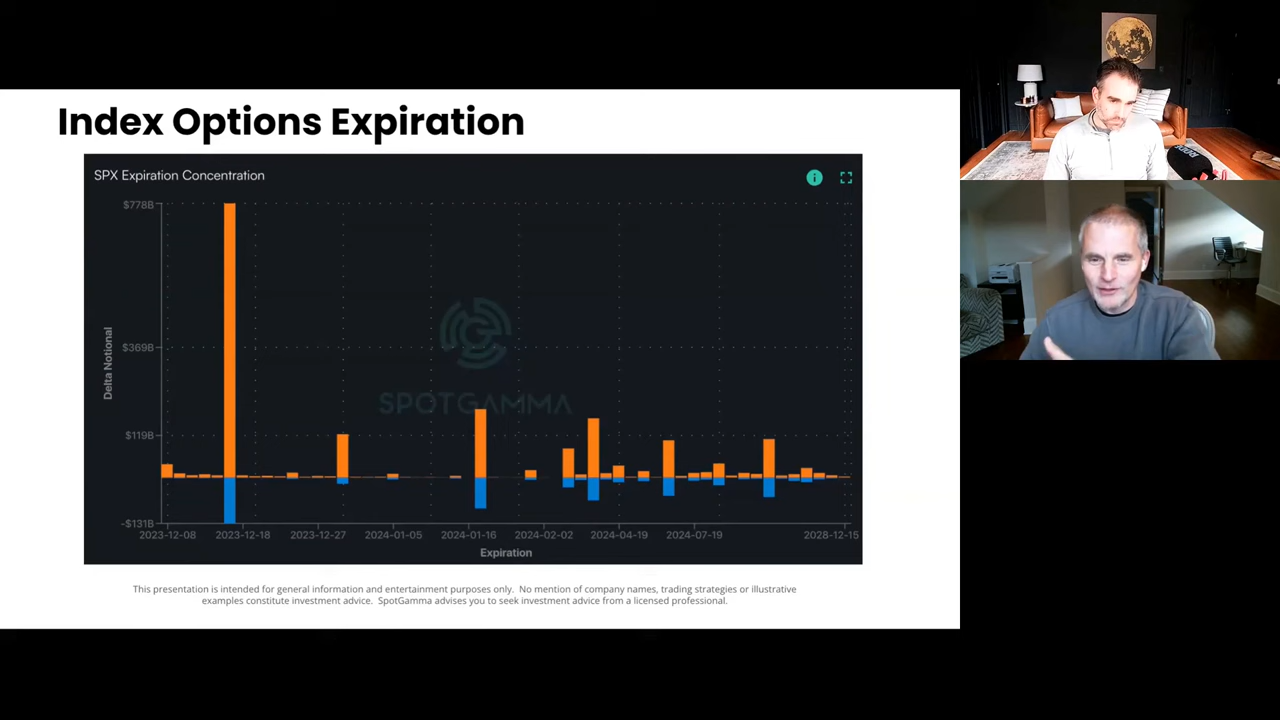 Index Options Expiration
SPX Expiration Concentration
$778B
$369B
$119B
-$131B
Delta Notional
SPOTGAMMA
2023-12-08 2023-12-18 2023-12-27 2024-01-05 2024-01-16 2024-02-02 2024-04-19 2024-07-19 2028-12-15
Expiration
This presentation is intended for general information and entertainment purposes only. No mention of company names, trading strategies or illustrative
examples constitute investment advice. SpotGamma advises you to seek investment advice from a licensed professional.